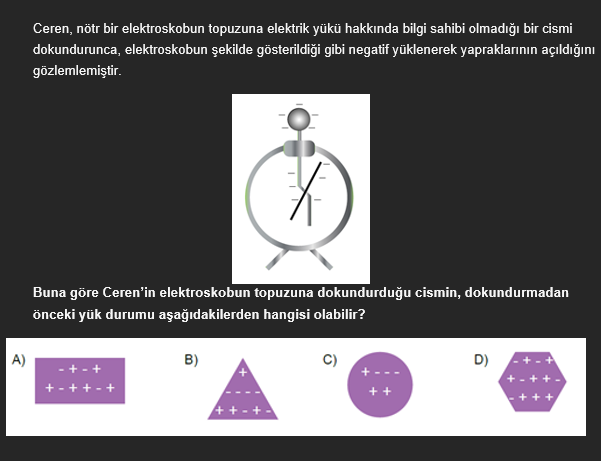 Ceren, nötr bir elektroskobun topuzuna elektrik yükü hakkında bilgi sahibi olmadığı bir cismi
dokundurunca, elektroskobun şekilde gösterildiği gibi negatif yüklenerek yapraklarının açıldığını
gözlemlemiştir.
Buna göre Ceren'in elektroskobun topuzuna dokundurduğu cismin, dokundurmadan
önceki yük durumu aşağıdakilerden hangisi olabilir?
A)
- + - +
+ - + + - +
B)
+
- - - -
+ + - + -
C)
+ - - -
+ +
D)
- + - +
+ - + + -
- + + +